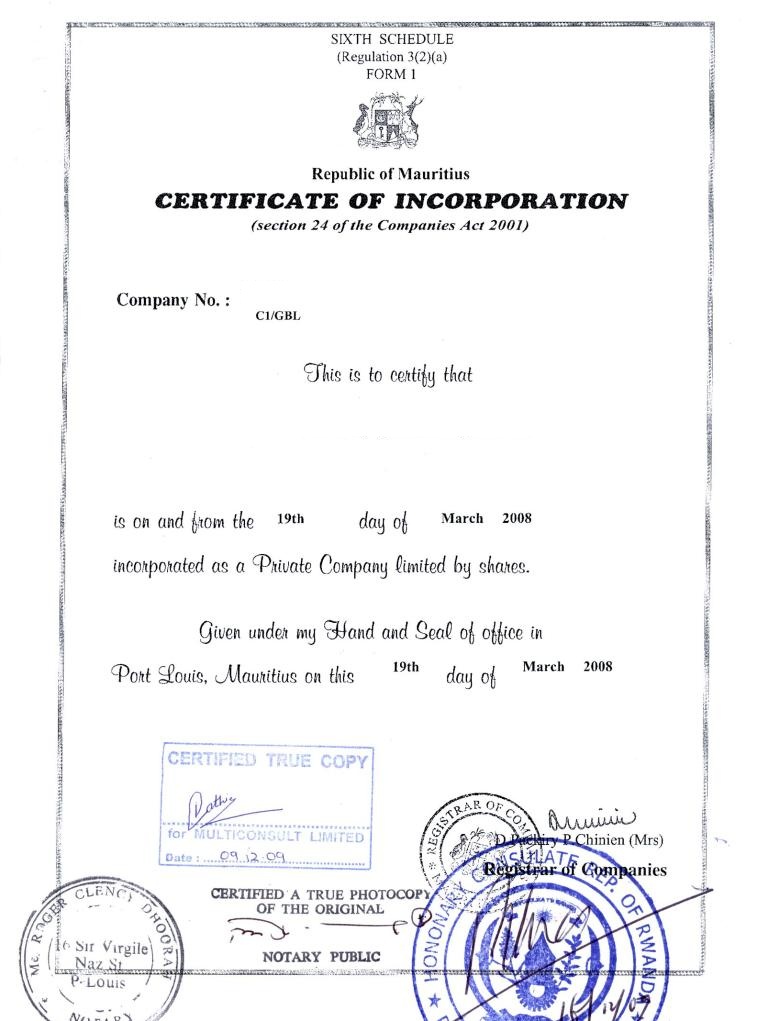 SIXTH SCHEDULE
(Regulation 3(2)(a)
FORM 1
Republic of Mauritius
CERTIFICATE OF INCORPORATION
(section 24 of the Companies Act 2001)
Company No. :
C1/GBL
This is to certify that
is on and from the 19th day of March 2008
incorporated as a Private Company limited by shares.
Given under my Hand and Seal of office in
Port Louis, Mauritius on this 19th day of March 2008
CERTIFIED TRUE COPY
for MULTICONSULT LIMITED
Date : 09.12.09
REGISTRAR OF
P.Chinien (Mrs)
Registrar of Companies
CERTIFIED A TRUE PHOTOCOPY
OF THE ORIGINAL
NOTARY PUBLIC
Me. ROGER CLENCY DHOORAH
16 Sir Virgile
Naz St.
P-Louis
NOTARY
HONONARY CONSULATE REP. OF RWANDA